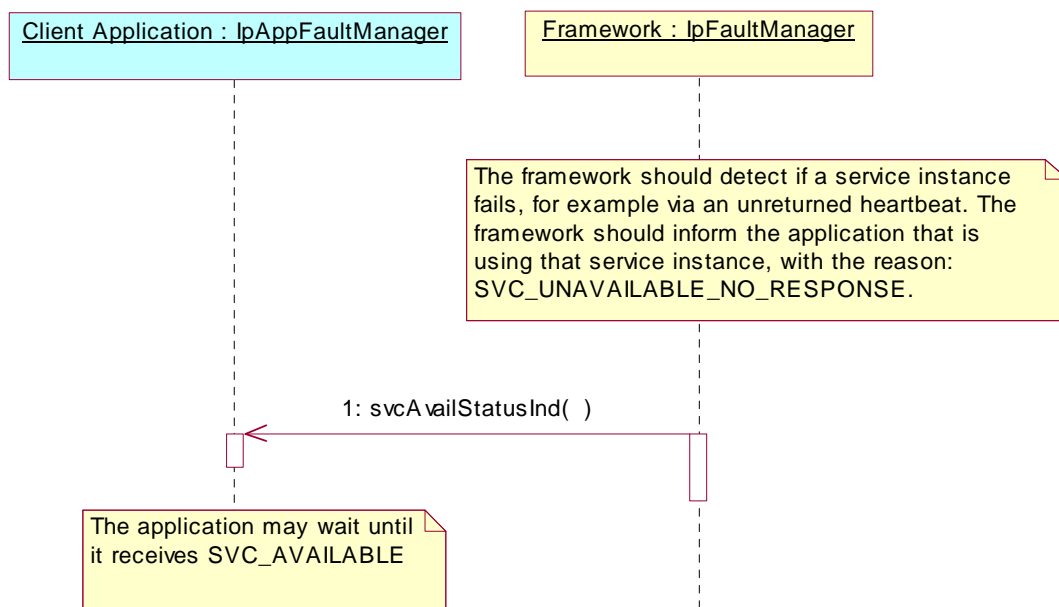 Client Application : IpAppFaultManager
Framework : IpFaultManager
The framework should detect if a service instance
fails, for example via an unreturned heartbeat. The
framework should inform the application that is
using that service instance, with the reason:
SVC_UNAVAILABLE_NO_RESPONSE.
1: svcAvailStatusInd( )
The application may wait until
it receives SVC_AVAILABLE